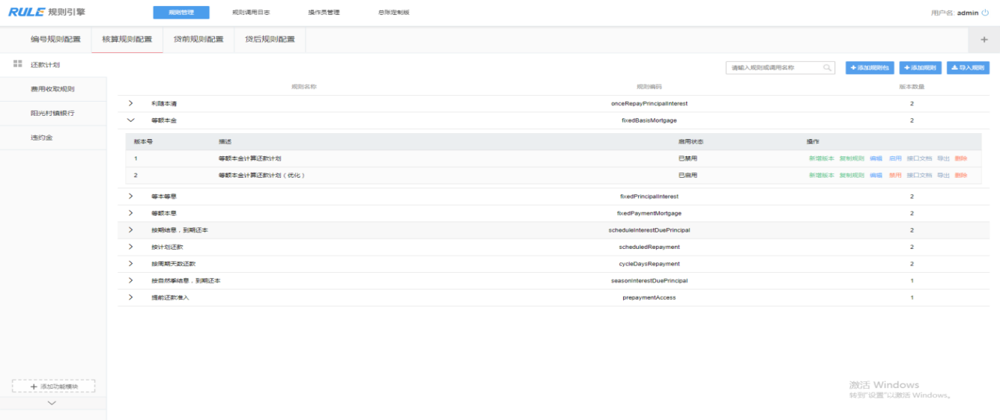 RULE 规则引擎 规则管理 规则调用日志 操作员管理 总账定制版 用户名: admin
编号规则配置 核算规则配置 贷前规则配置 贷后规则配置 +
还款计划 请输入规则或调用名称 +添加规则包 +添加规则 导入规则
费用收取规则
阳光村镇银行
违约金
规则名称 规则编码 版本数量
利随本清 onceRepayPrincipalInterest 2
等额本金 fixedBasisMortgage 2
版本号 描述 启用状态 操作
1 等额本金计算还款计划 已禁用 新增版本 复制规则 编辑 启用 接口文档 导出 删除
2 等额本金计算还款计划（优化） 已启用 新增版本 复制规则 编辑 禁用 接口文档 导出 删除
等本等息 fixedPrincipalInterest 2
等额本息 fixedPaymentMortgage 2
按期结息，到期还本 scheduleInterestDuePrincipal 2
按计划还款 scheduledRepayment 2
按周期天数还款 cycleDaysRepayment 2
按自然季结息，到期还本 seasonInterestDuePrincipal 1
提前还款准入 prepaymentAccess 1
+ 添加功能模块
激活 Windows
转到"设置"以激活 Windows。